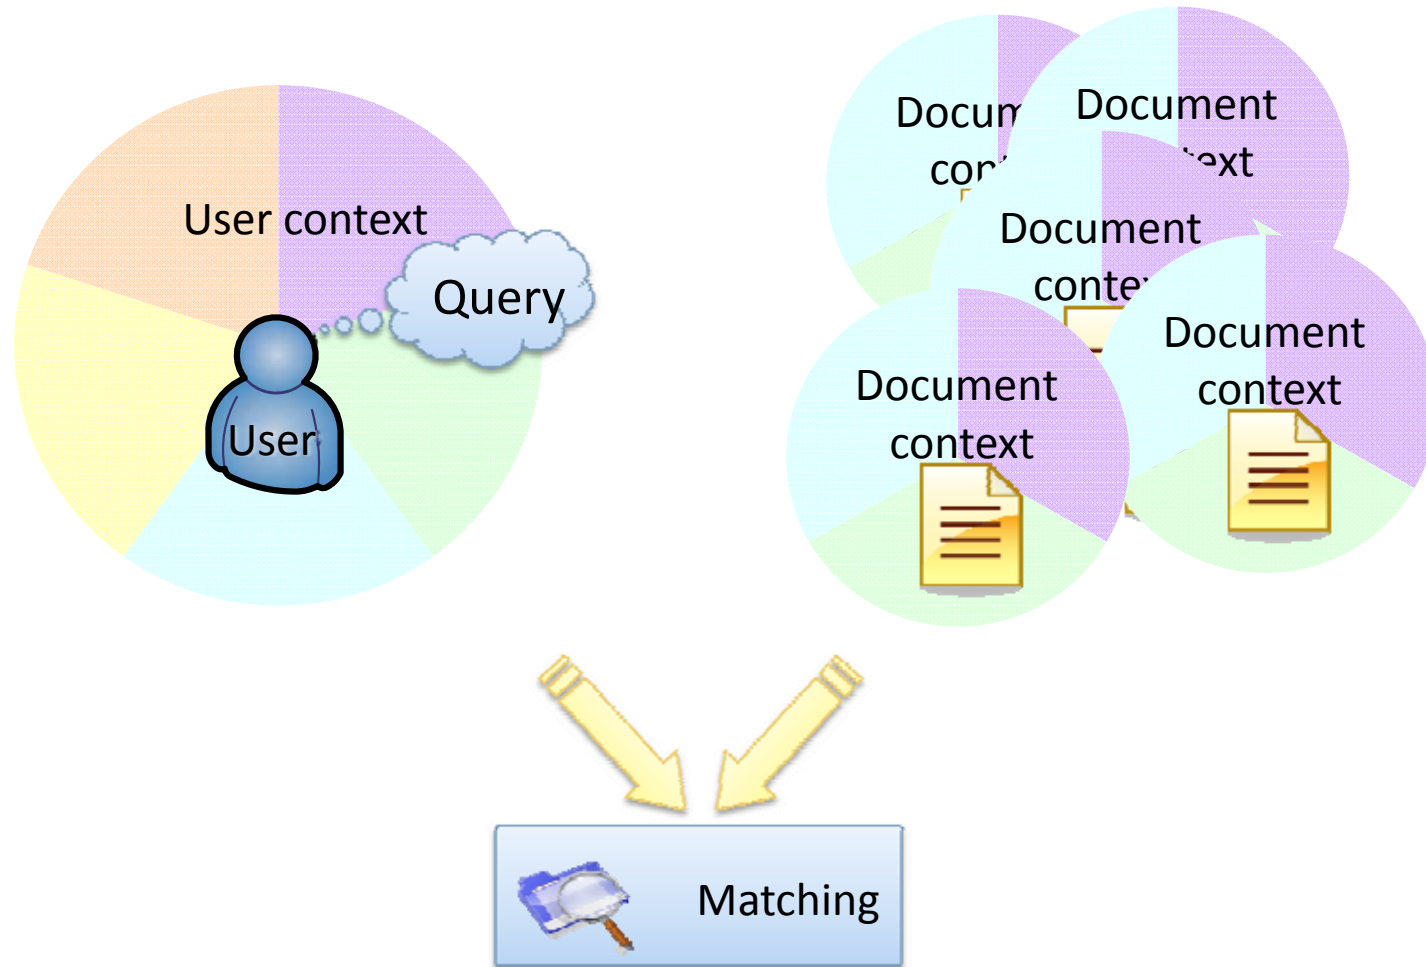 User context
Query
User
Document
Document
context
Document
context
Document
context
Matching